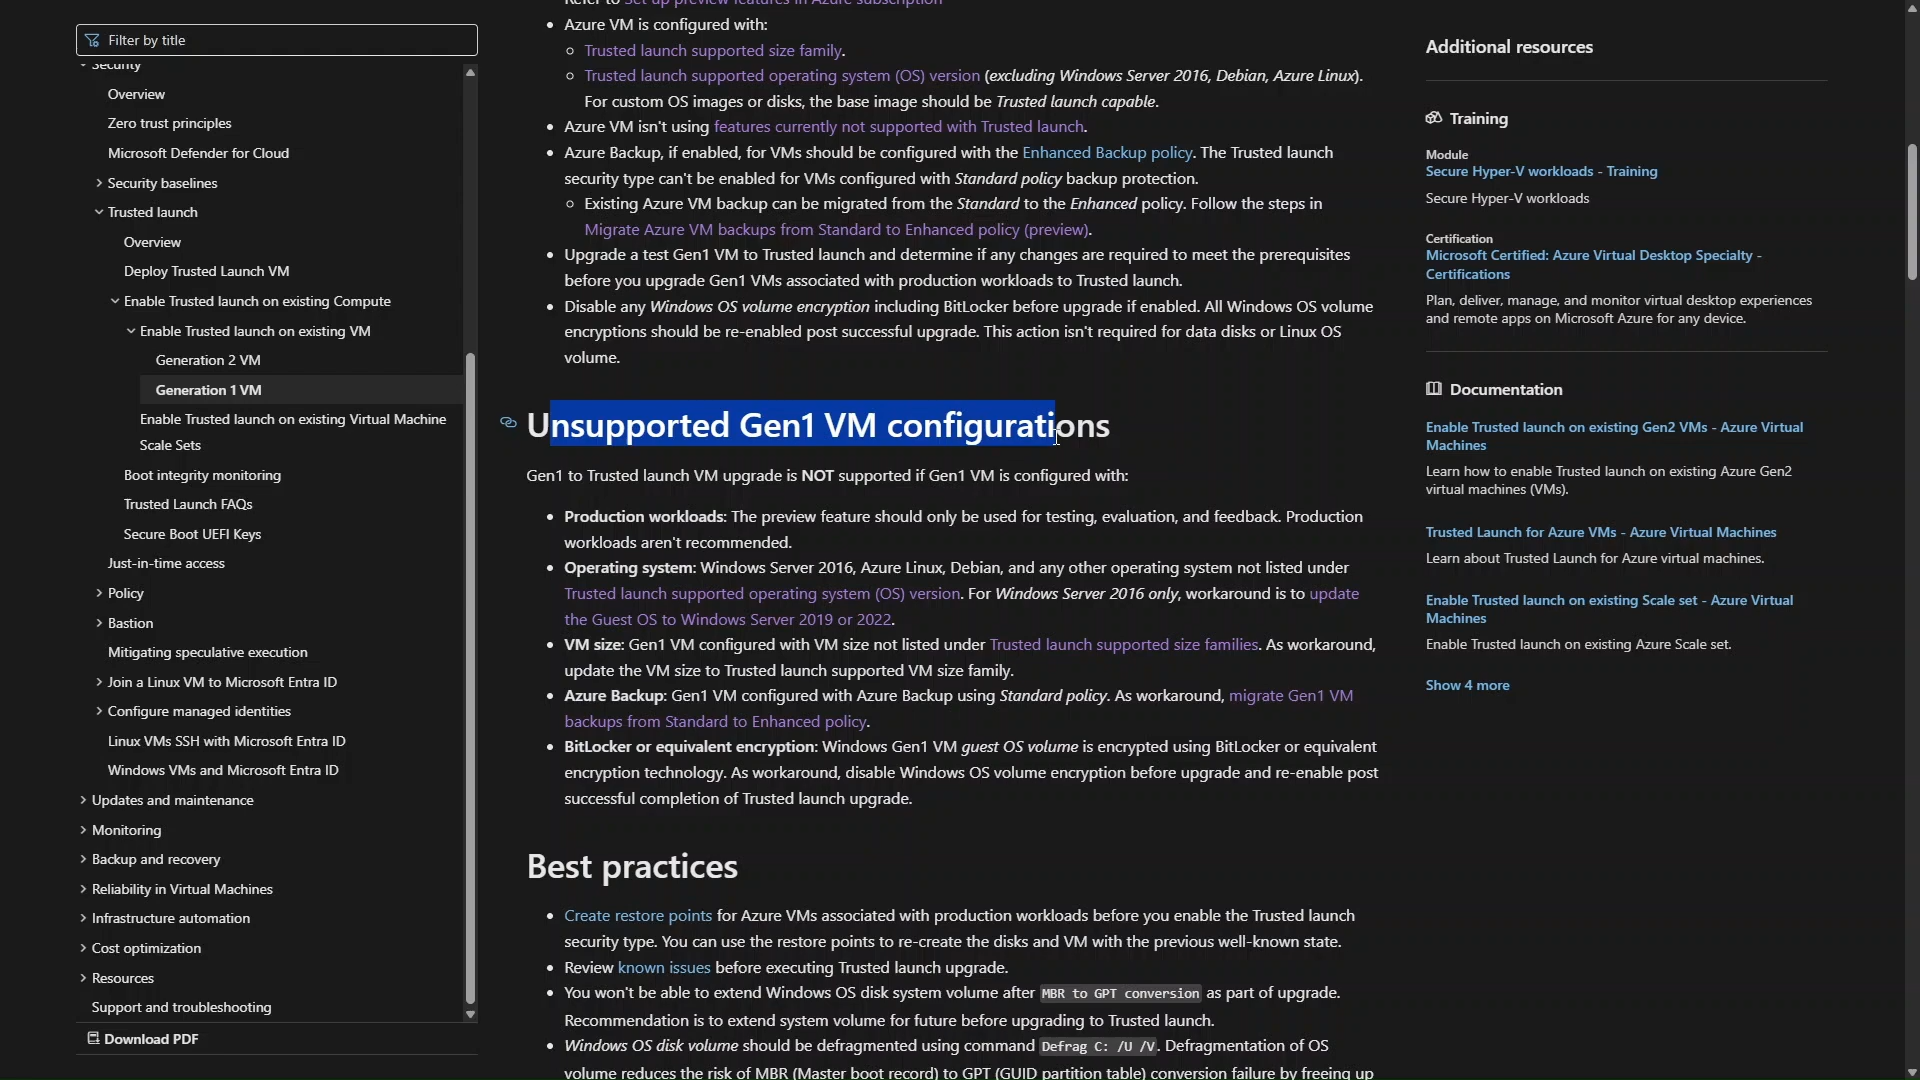 Filter by title
Security
Overview
Zero trust principles
Microsoft Defender for Cloud
Security baselines
Trusted launch
Overview
Deploy Trusted Launch VM
Enable Trusted launch on existing Compute
Enable Trusted launch on existing VM
Generation 2 VM
Generation 1 VM
Enable Trusted launch on existing Virtual Machine
Scale Sets
Boot integrity monitoring
Trusted Launch FAQs
Secure Boot UEFI Keys
Just-in-time access
Policy
Bastion
Mitigating speculative execution
Join a Linux VM to Microsoft Entra ID
Configure managed identities
Linux VMs SSH with Microsoft Entra ID
Windows VMs and Microsoft Entra ID
Updates and maintenance
Monitoring
Backup and recovery
Reliability in Virtual Machines
Infrastructure automation
Cost optimization
Resources
Support and troubleshooting
Download PDF
Refer to Set up preview features in Azure subscription
• Azure VM is configured with:
Trusted launch supported size family.
Trusted launch supported operating system (OS) version (excluding Windows Server 2016, Debian, Azure Linux).
For custom OS images or disks, the base image should be Trusted launch capable.
• Azure VM isn't using features currently not supported with Trusted launch.
• Azure Backup, if enabled, for VMs should be configured with the Enhanced Backup policy. The Trusted launch
security type can't be enabled for VMs configured with Standard policy backup protection.
Existing Azure VM backup can be migrated from the Standard to the Enhanced policy. Follow the steps in
Migrate Azure VM backups from Standard to Enhanced policy (preview).
• Upgrade a test Gen1 VM to Trusted launch and determine if any changes are required to meet the prerequisites
before you upgrade Gen1 VMs associated with production workloads to Trusted launch.
• Disable any Windows OS volume encryption including BitLocker before upgrade if enabled. All Windows OS volume
encryptions should be re-enabled post successful upgrade. This action isn't required for data disks or Linux OS
volume.
Unsupported Gen1 VM configurations
Gen1 to Trusted launch VM upgrade is NOT supported if Gen1 VM is configured with:
• Production workloads: The preview feature should only be used for testing, evaluation, and feedback. Production
workloads aren't recommended.
• Operating system: Windows Server 2016, Azure Linux, Debian, and any other operating system not listed under
Trusted launch supported operating system (OS) version. For Windows Server 2016 only, workaround is to update
the Guest OS to Windows Server 2019 or 2022.
• VM size: Gen1 VM configured with VM size not listed under Trusted launch supported size families. As workaround,
update the VM size to Trusted launch supported VM size family.
• Azure Backup: Gen1 VM configured with Azure Backup using Standard policy. As workaround, migrate Gen1 VM
backups from Standard to Enhanced policy.
• BitLocker or equivalent encryption: Windows Gen1 VM guest OS volume is encrypted using BitLocker or equivalent
encryption technology. As workaround, disable Windows OS volume encryption before upgrade and re-enable post
successful completion of Trusted launch upgrade.
Best practices
• Create restore points for Azure VMs associated with production workloads before you enable the Trusted launch
security type. You can use the restore points to re-create the disks and VM with the previous well-known state.
• Review known issues before executing Trusted launch upgrade.
• You won't be able to extend Windows OS disk system volume after MBR to GPT conversion as part of upgrade.
Recommendation is to extend system volume for future before upgrading to Trusted launch.
• Windows OS disk volume should be defragmented using command Defrag C: /U /V. Defragmentation of OS
volume reduces the risk of MBR (Master boot record) to GPT (GUID partition table) conversion failure by freeing up
Additional resources
Training
Module
Secure Hyper-V workloads - Training
Secure Hyper-V workloads
Certification
Microsoft Certified: Azure Virtual Desktop Specialty -
Certifications
Plan, deliver, manage, and monitor virtual desktop experiences
and remote apps on Microsoft Azure for any device.
Documentation
Enable Trusted launch on existing Gen2 VMs - Azure Virtual
Machines
Learn how to enable Trusted launch on existing Azure Gen2
virtual machines (VMs).
Trusted Launch for Azure VMs - Azure Virtual Machines
Learn about Trusted Launch for Azure virtual machines.
Enable Trusted launch on existing Scale set - Azure Virtual
Machines
Enable Trusted launch on existing Azure Scale set.
Show 4 more